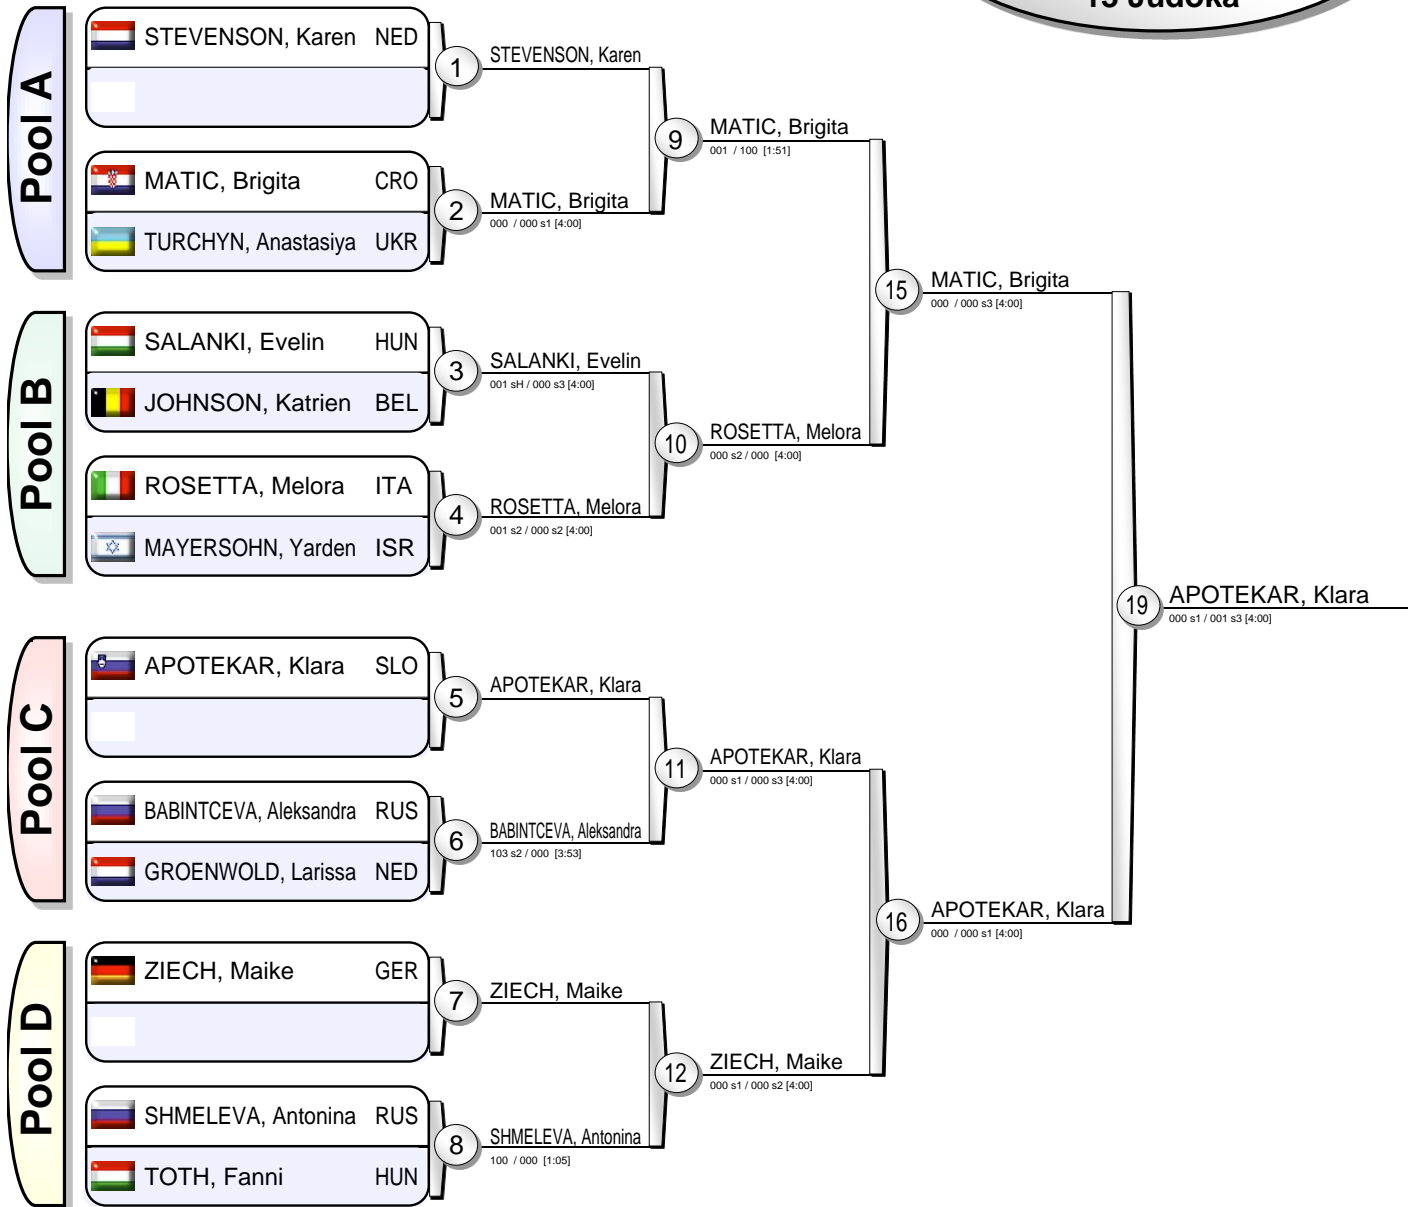 13 Judoka
Pool A
STEVENSON, Karen NED
MATIC, Brigita CRO
TURCHYN, Anastasiya UKR
Pool B
SALANKI, Evelin HUN
JOHNSON, Katrien BEL
ROSETTA, Melora ITA
MAYERSOHN, Yarden ISR
Pool C
APOTEKAR, Klara SLO
BABINTCEVA, Aleksandra RUS
GROENWOLD, Larissa NED
Pool D
ZIECH, Maike GER
SHMELEVA, Antonina RUS
TOTH, Fanni HUN
1
STEVENSON, Karen
2
MATIC, Brigita
000 / 000 s1 [4:00]
3
SALANKI, Evelin
001 sH / 000 s3 [4:00]
4
ROSETTA, Melora
001 s2 / 000 s2 [4:00]
5
APOTEKAR, Klara
6
BABINTCEVA, Aleksandra
103 s2 / 000 [3:53]
7
ZIECH, Maike
8
SHMELEVA, Antonina
100 / 000 [1:05]
9
MATIC, Brigita
001 / 100 [1:51]
10
ROSETTA, Melora
000 s2 / 000 [4:00]
11
APOTEKAR, Klara
000 s1 / 000 s3 [4:00]
12
ZIECH, Maike
000 s1 / 000 s2 [4:00]
15
MATIC, Brigita
000 / 000 s3 [4:00]
16
APOTEKAR, Klara
000 / 000 s1 [4:00]
19
APOTEKAR, Klara
000 s1 / 001 s3 [4:00]